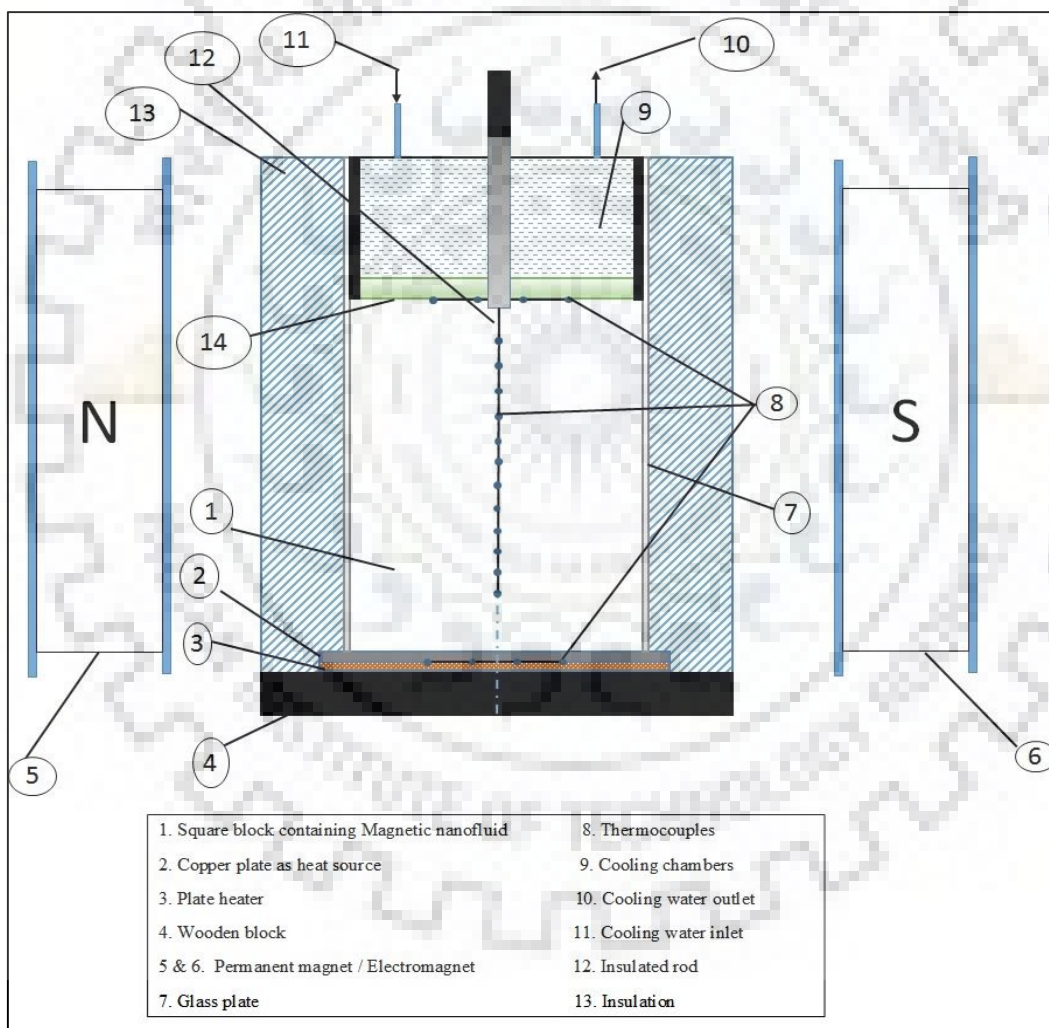 11
10
12
13
9
14
N
S
8
1
7
2
3
5
4
6
1. Square block containing Magnetic nanofluid
2. Copper plate as heat source
3. Plate heater
4. Wooden block
5 & 6. Permanent magnet / Electromagnet
7. Glass plate
8. Thermocouples
9. Cooling chambers
10. Cooling water outlet
11. Cooling water inlet
12. Insulated rod
13. Insulation